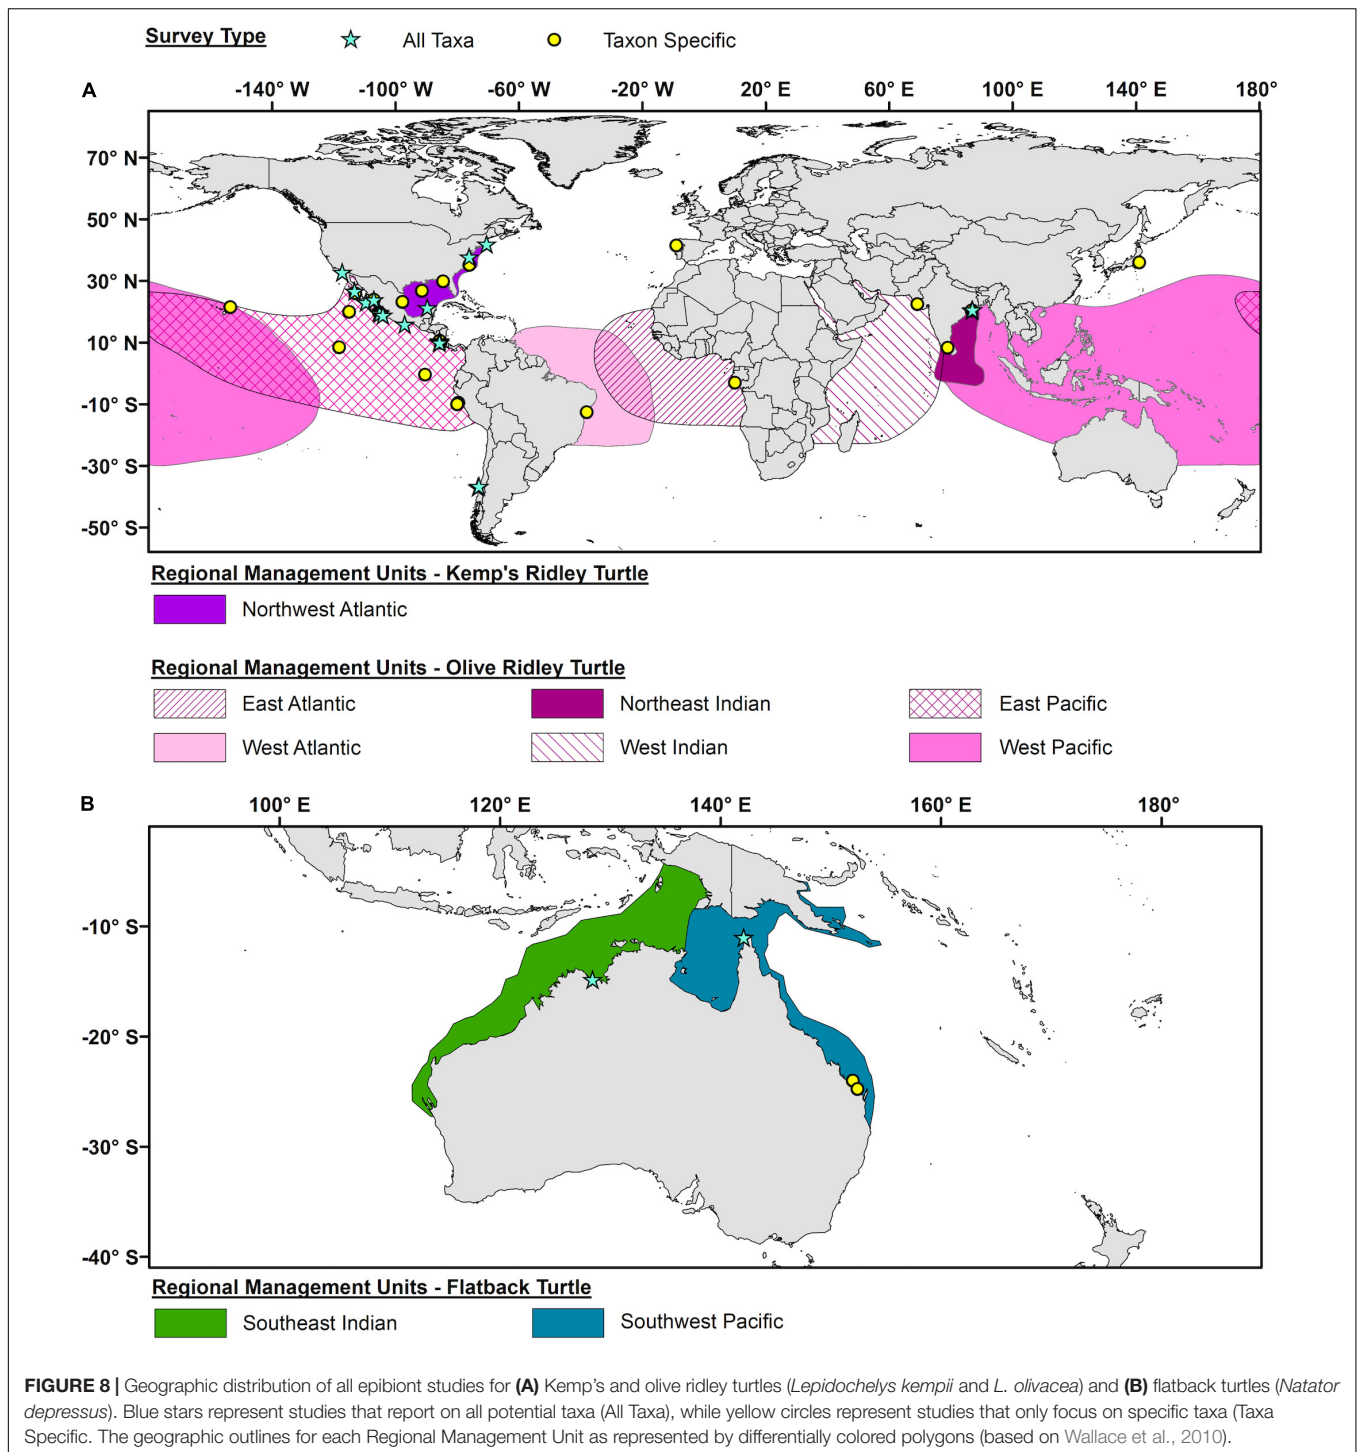 Survey Type All Taxa Taxon Specific
A
-140° W -100° W -60° W -20° W 20° E 60° E 100° E 140° E 180°
70° N
50° N
30° N
10° N
-10° S
-30° S
-50° S
Regional Management Units - Kemp's Ridley Turtle
Northwest Atlantic
Regional Management Units - Olive Ridley Turtle
East Atlantic Northeast Indian East Pacific
West Atlantic West Indian West Pacific
B
100° E 120° E 140° E 160° E 180°
-10° S
-20° S
-30° S
-40° S
Regional Management Units - Flatback Turtle
Southeast Indian Southwest Pacific
FIGURE 8 | Geographic distribution of all epibiont studies for (A) Kemp's and olive ridley turtles (Lepidochelys kempii and L. olivacea) and (B) flatback turtles (Natator
depressus). Blue stars represent studies that report on all potential taxa (All Taxa), while yellow circles represent studies that only focus on specific taxa (Taxa
Specific. The geographic outlines for each Regional Management Unit as represented by differentially colored polygons (based on Wallace et al., 2010).